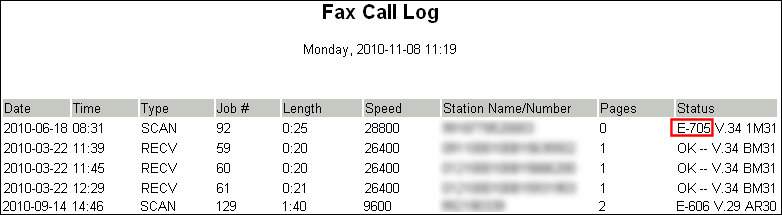 Fax Call Log
Monday, 2010-11-08 11:19
Date Time Type Job # Length Speed Station Name/Number Pages Status
2010-06-18 08:31 SCAN 92 0:25 28800 0 E-705 V.34 1M31
2010-03-22 11:39 RECV 59 0:20 26400 1 OK -- V.34 BM31
2010-03-22 11:45 RECV 60 0:20 26400 1 OK -- V.34 BM31
2010-03-22 12:29 RECV 61 0:21 26400 1 OK -- V.34 BM31
2010-09-14 14:46 SCAN 129 1:40 9600 2 E-606 V.29 AR30